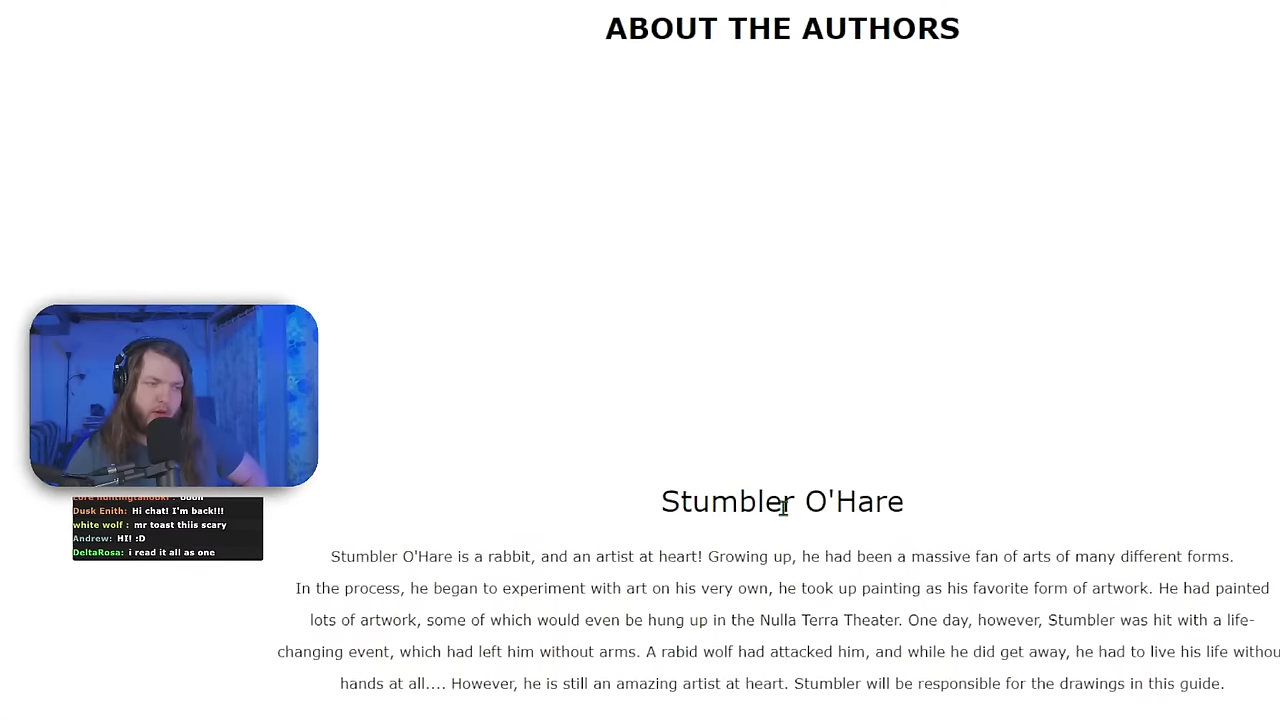 ABOUT THE AUTHORS
Stumbler O'Hare
Stumbler O'Hare is a rabbit, and an artist at heart! Growing up, he had been a massive fan of arts of many different forms.
In the process, he began to experiment with art on his very own, he took up painting as his favorite form of artwork. He had painted
lots of artwork, some of which would even be hung up in the Nulla Terra Theater. One day, however, Stumbler was hit with a life-
changing event, which had left him without arms. A rabid wolf had attacked him, and while he did get away, he had to live his life withou
hands at all.... However, he is still an amazing artist at heart. Stumbler will be responsible for the drawings in this guide.
Dusk Enith: Hi chat! I'm back!!!
white wolf : mr toast thiis scary
Andrew: HI! :D
DeltaRosa: i read it all as one